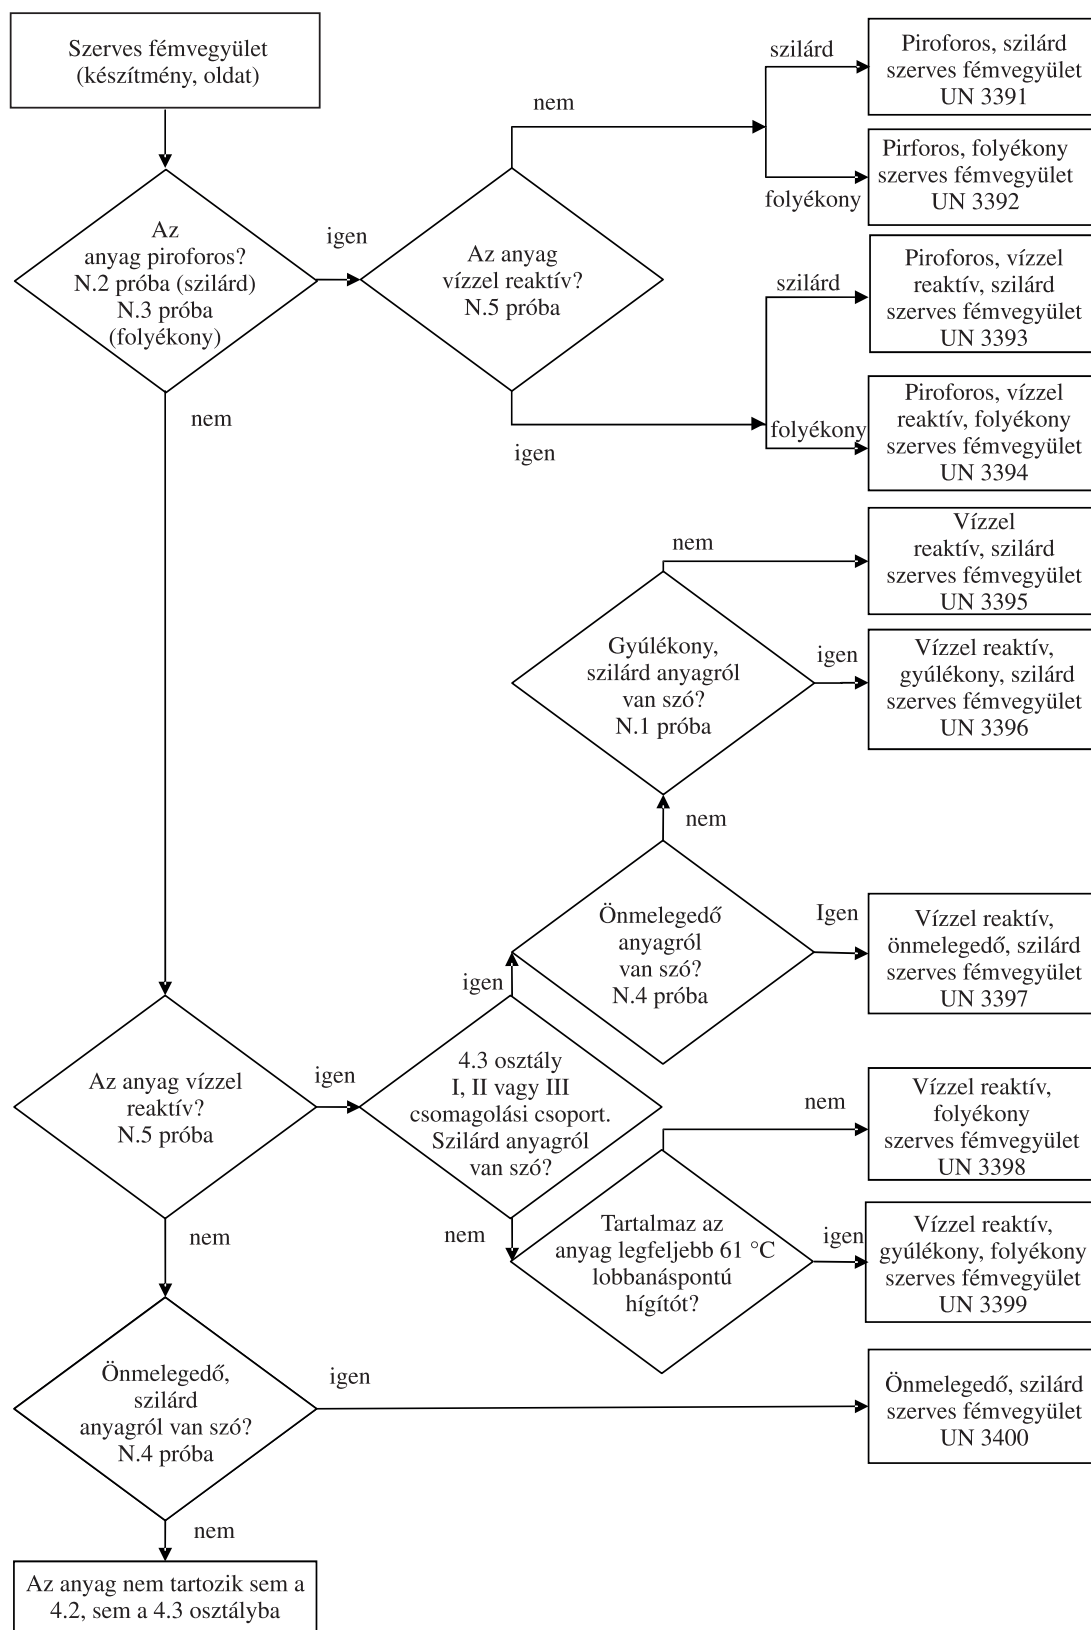 Szerves fémvegyület
(készítmény, oldat)
szilárd
Piroforos, szilárd
szerves fémvegyület
UN 3391
nem
Pirforos, folyékony
szerves fémvegyület
UN 3392
folyékony
Az
anyag piroforos?
N.2 próba (szilárd)
N.3 próba
(folyékony)
igen
Az anyag
vízzel reaktív?
N.5 próba
szilárd
Piroforos, vízzel
reaktív, szilárd
szerves fémvegyület
UN 3393
nem
igen
folyékony
Piroforos, vízzel
reaktív, folyékony
szerves fémvegyület
UN 3394
nem
Vízzel
reaktív, szilárd
szerves fémvegyület
UN 3395
Gyúlékony,
szilárd anyagról
van szó?
N.1 próba
igen
Vízzel reaktív,
gyúlékony, szilárd
szerves fémvegyület
UN 3396
nem
Önmelegedő
anyagról
van szó?
N.4 próba
Igen
Vízzel reaktív,
önmelegedő, szilárd
szerves fémvegyület
UN 3397
igen
Az anyag vízzel
reaktív?
N.5 próba
igen
4.3 osztály
I, II vagy III
csomagolási csoport.
Szilárd anyagról
van szó?
nem
Vízzel reaktív,
folyékony
szerves fémvegyület
UN 3398
nem
nem
Tartalmaz az
anyag legfeljebb 61 °C
lobbanáspontú
hígítót?
igen
Vízzel reaktív,
gyúlékony, folyékony
szerves fémvegyület
UN 3399
Önmelegedő,
szilárd
anyagról van szó?
N.4 próba
igen
Önmelegedő, szilárd
szerves fémvegyület
UN 3400
nem
Az anyag nem tartozik sem a
4.2, sem a 4.3 osztályba